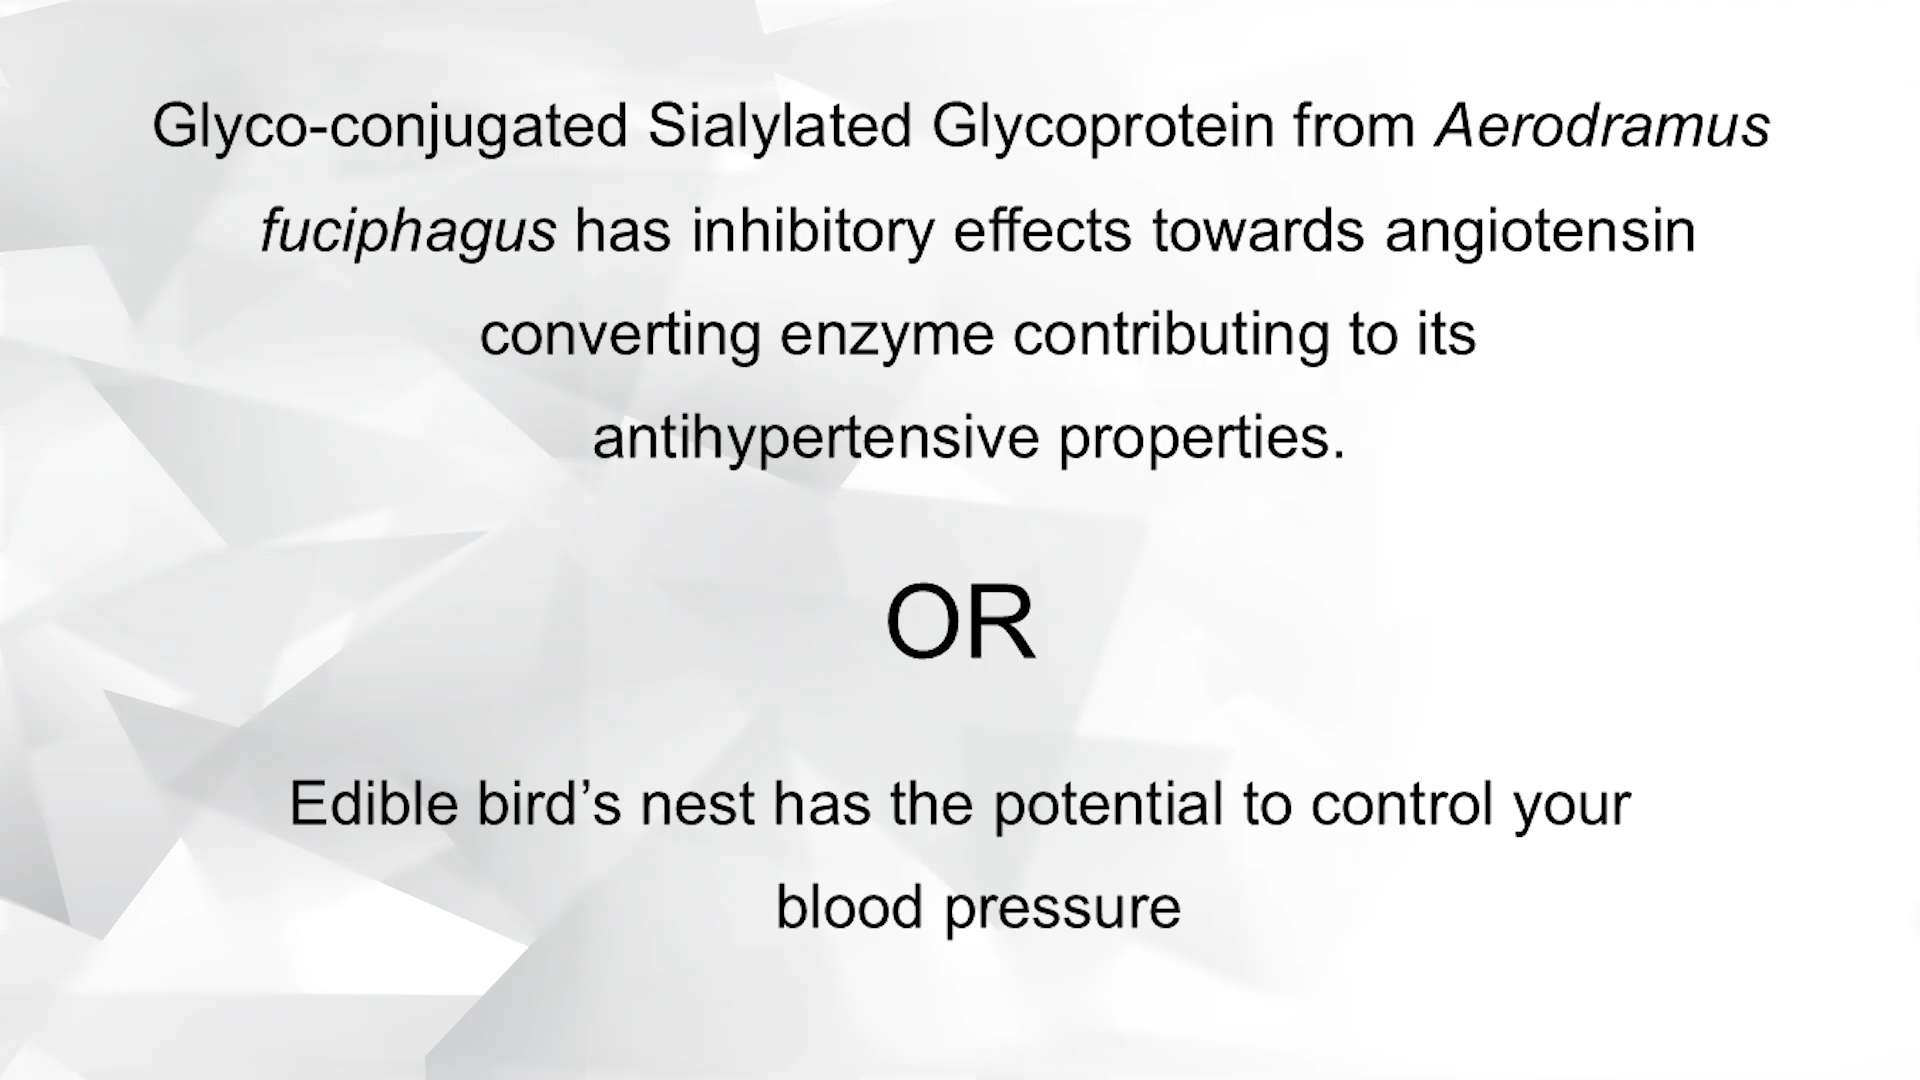 Glyco-conjugated Sialylated Glycoprotein from Aerodramus
fuciphagus has inhibitory effects towards angiotensin
converting enzyme contributing to its
antihypertensive properties.
OR
Edible bird’s nest has the potential to control your
blood pressure